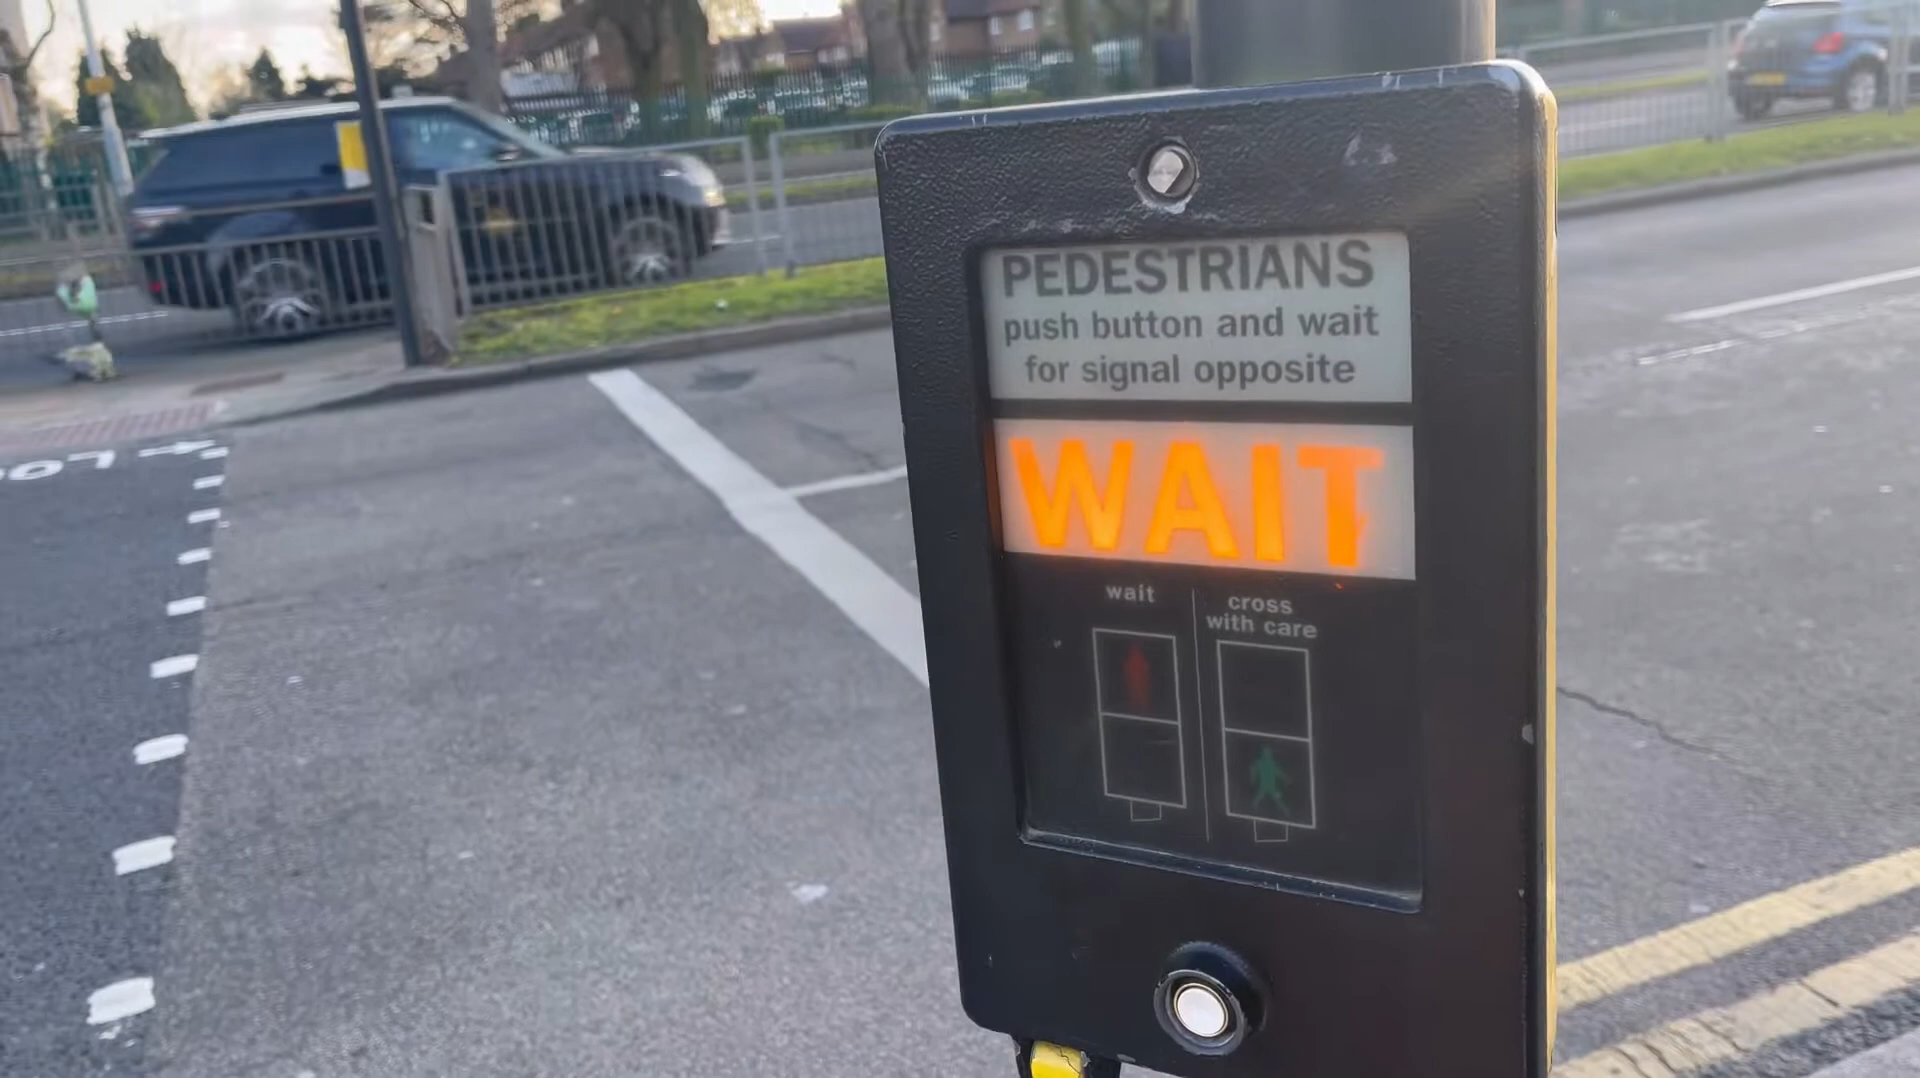 PEDESTRIANS
push button and wait
for signal opposite
WAIT
wait
cross
with care